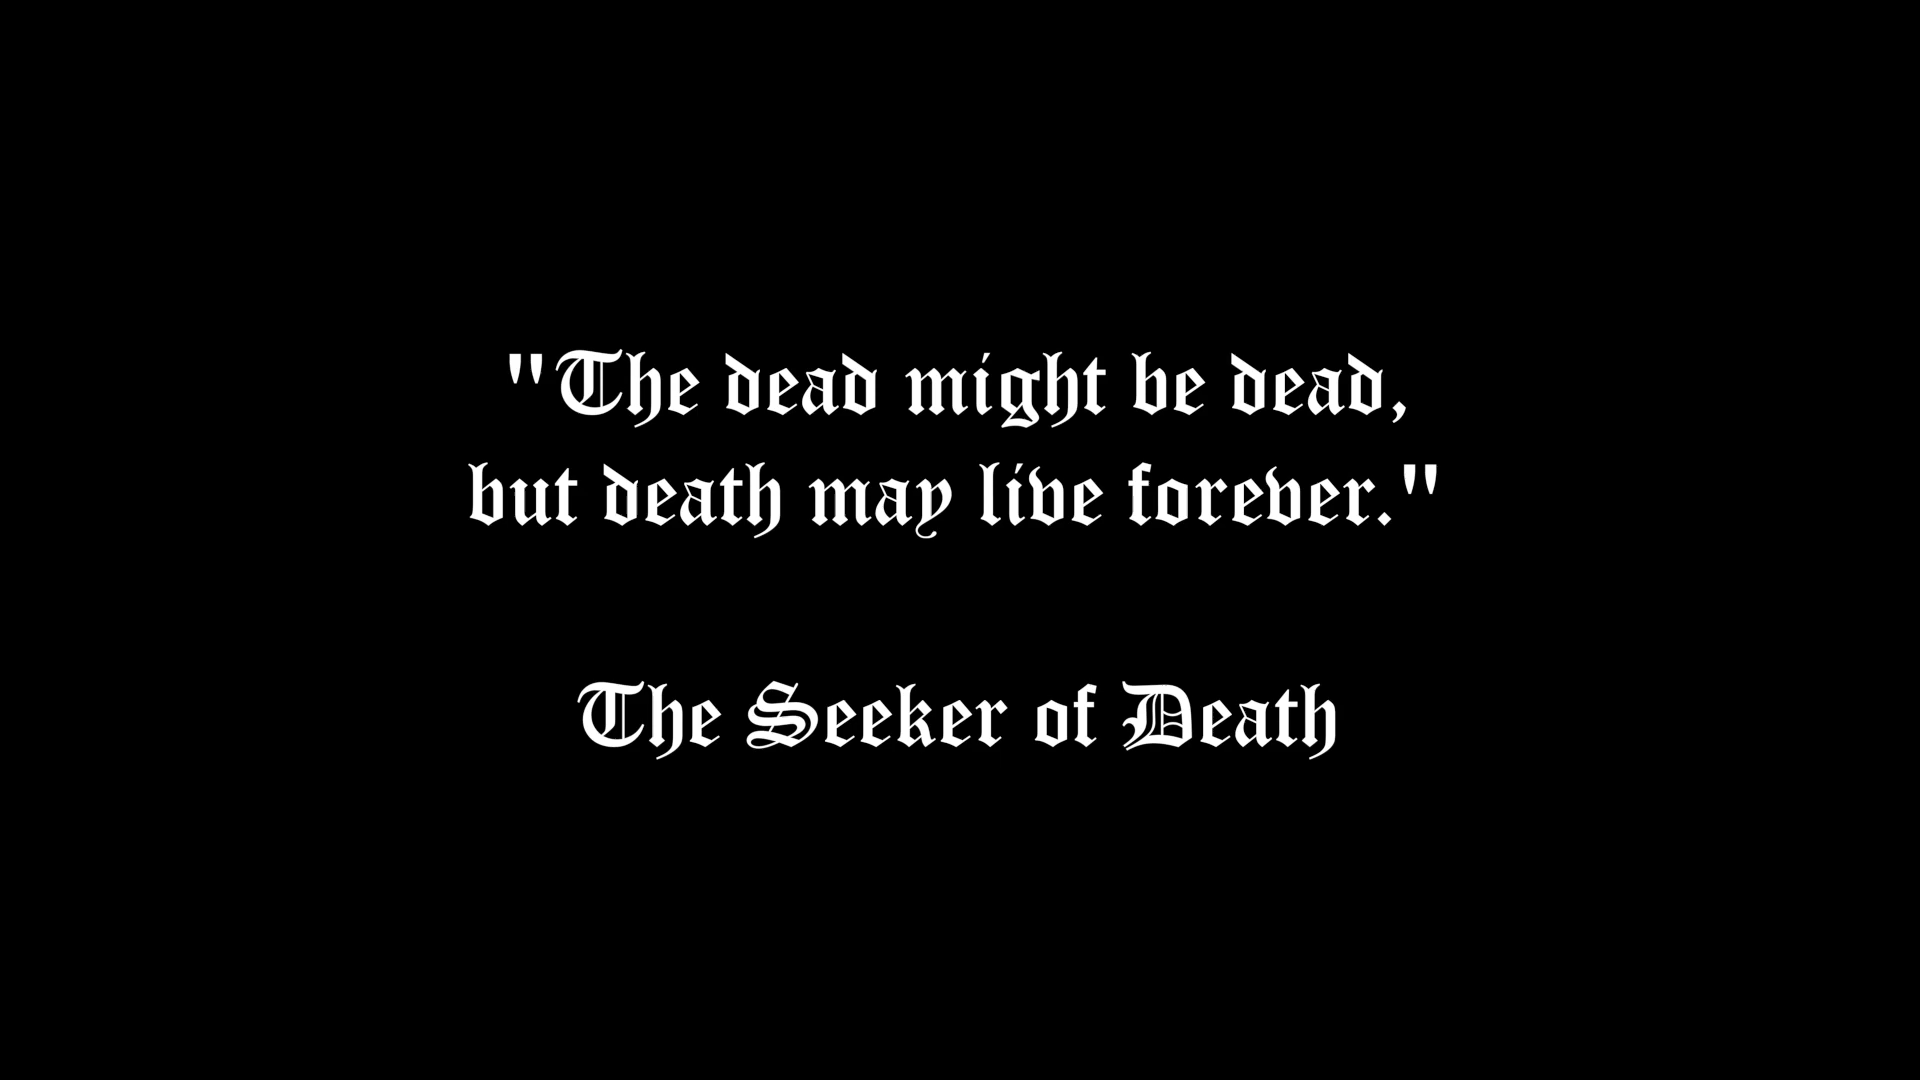 "The dead might be dead,
but death may live forever."
The Seeker of Death